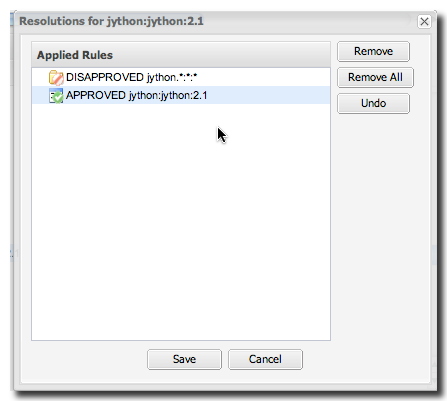 Resolutions for jython:jython:2.1
Applied Rules
DISAPPROVED jython.*:*:*
APPROVED jython:jython:2.1
Remove
Remove All
Undo
Save
Cancel